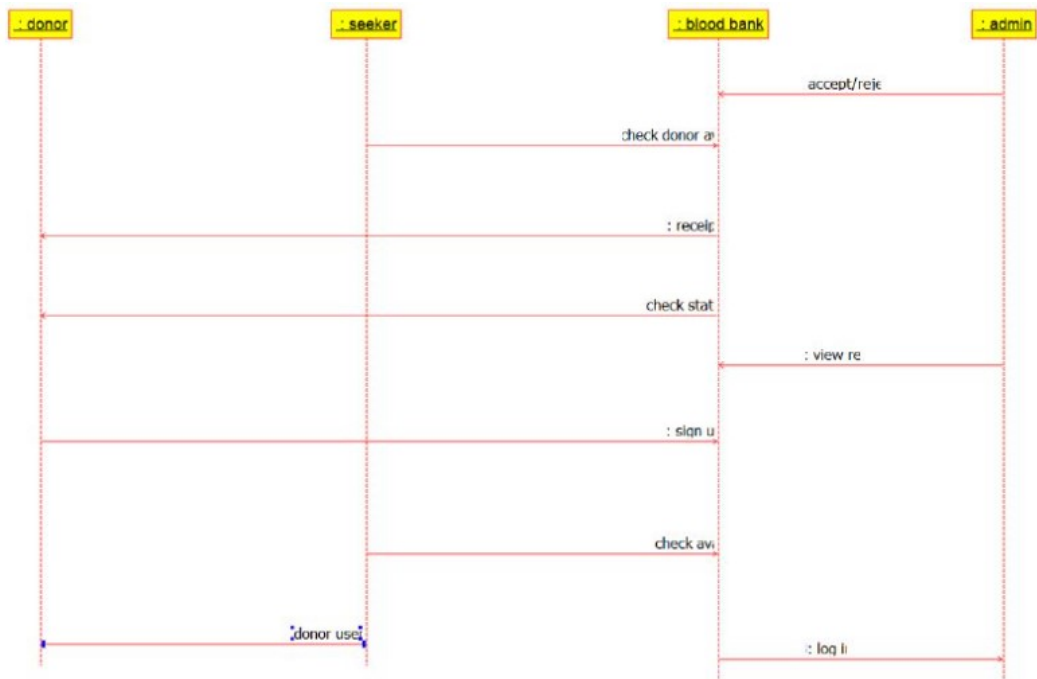 : donor
: seeker
: blood bank
: admin
accept/reje
check donor a
: receip
check stat
: view re
: sign u
check ava
donor use
: log i